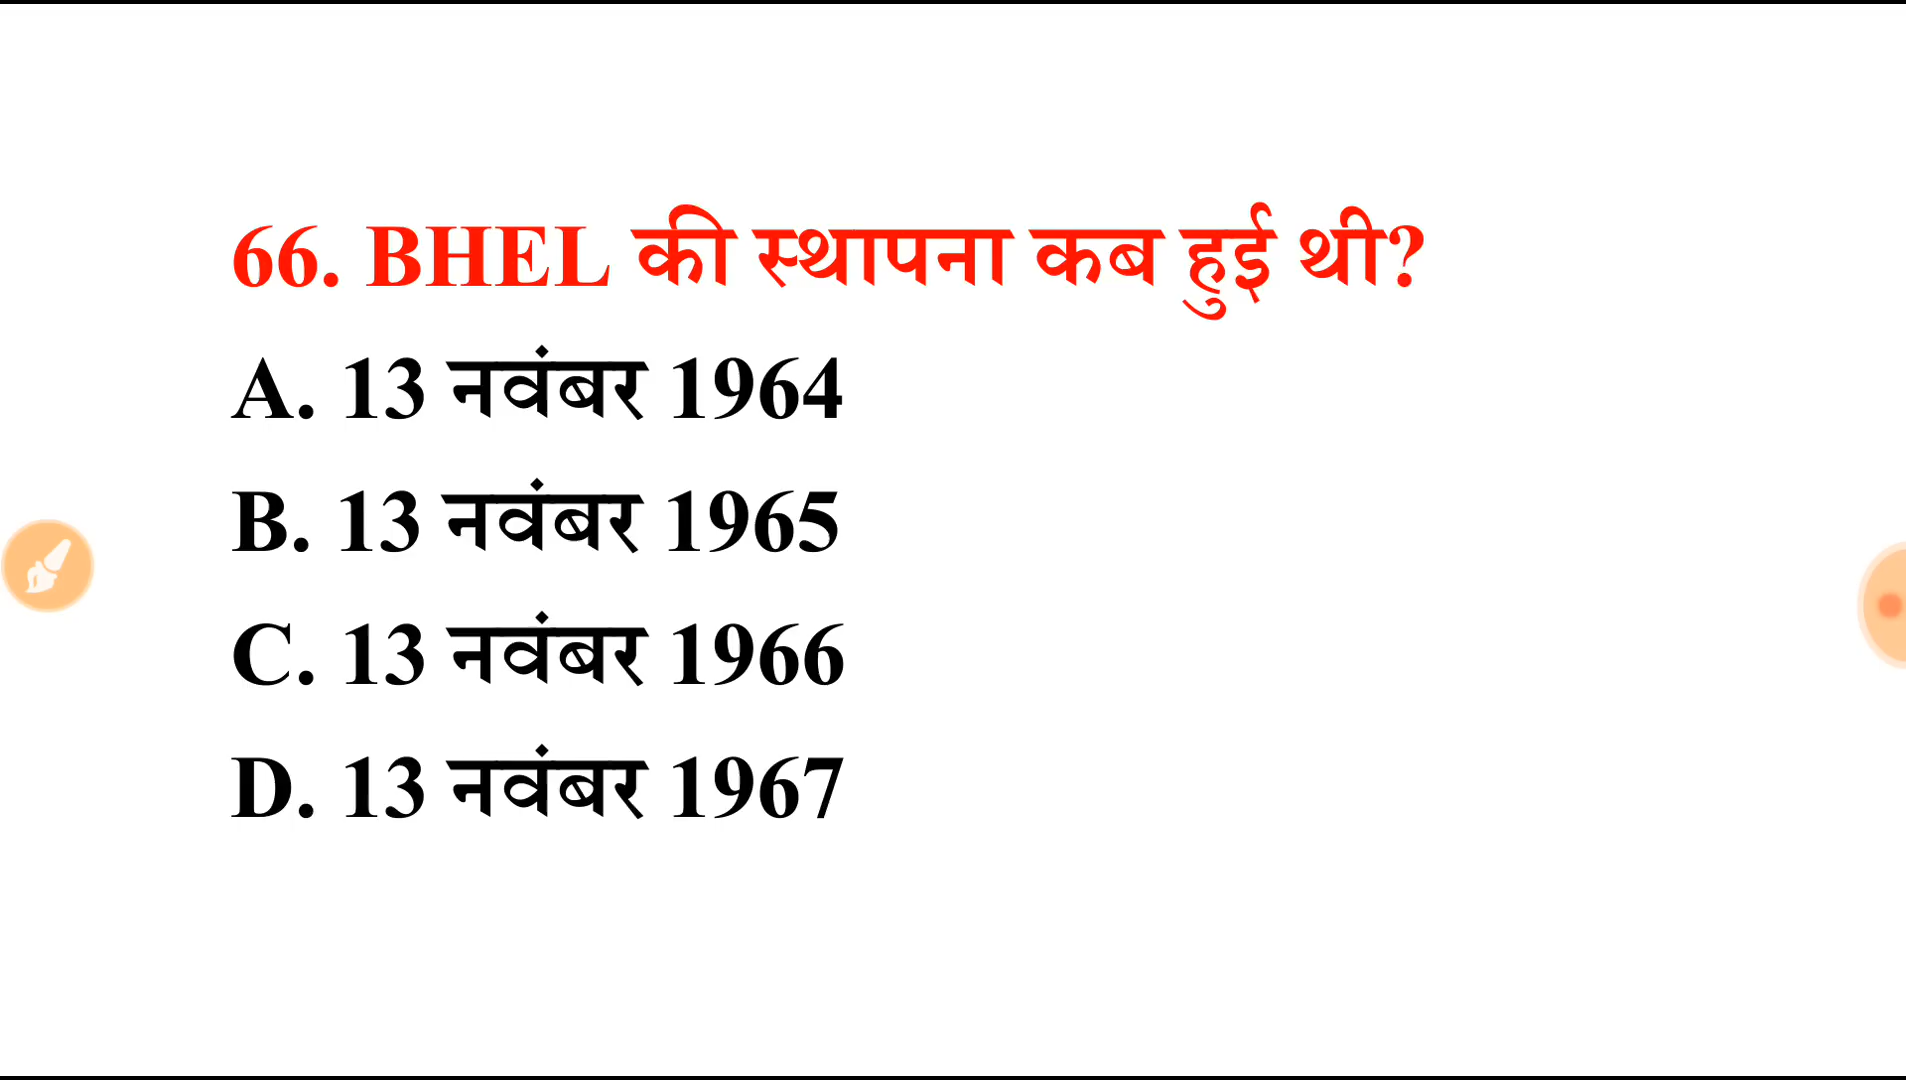 66. BHEL की स्थापना कब हुई थी?
A. 13 नवंबर 1964
B. 13 नवंबर 1965
C. 13 नवंबर 1966
D. 13 नवंबर 1967